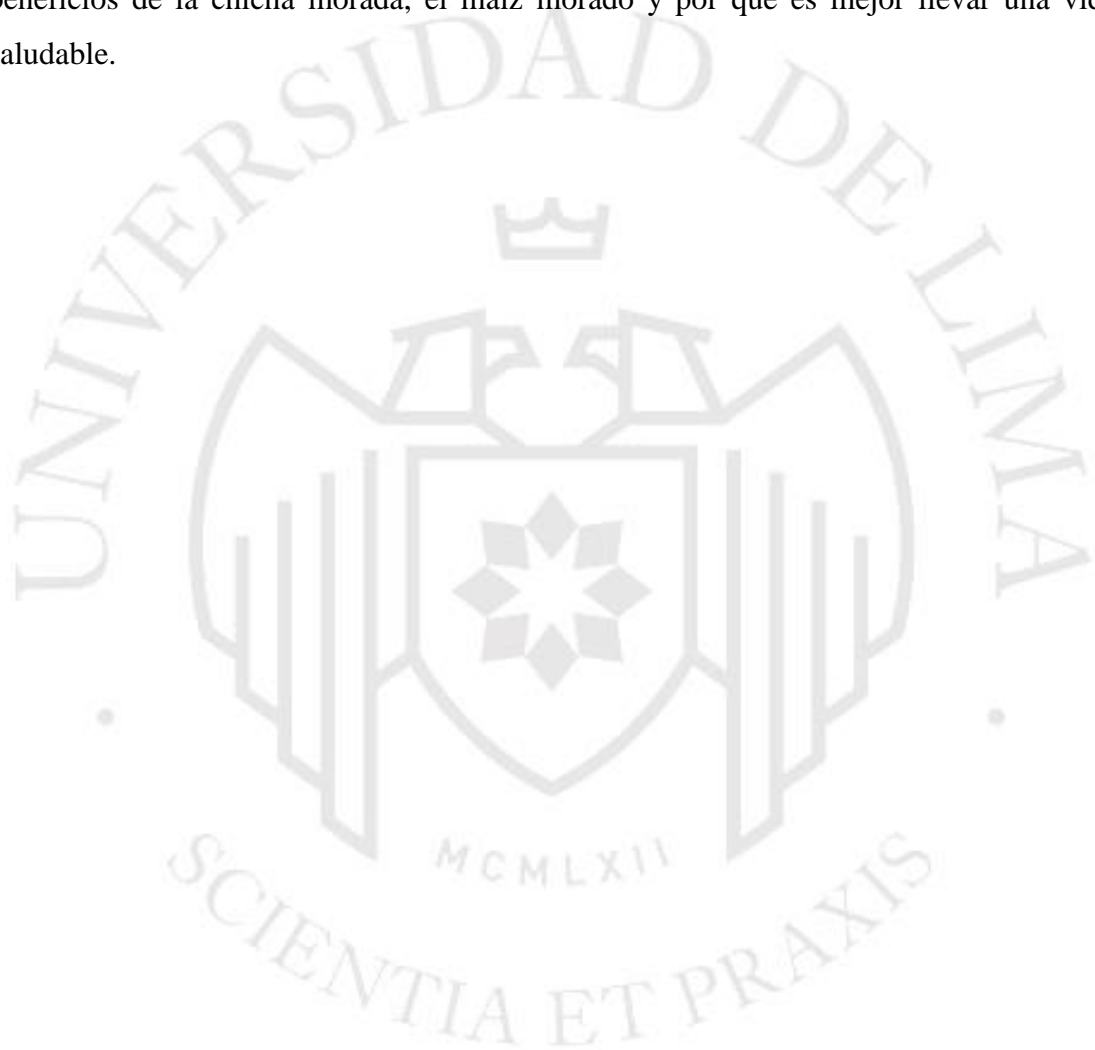 beneficios de la chicha morada, el maíz morado y por qué es mejor llevar una vid
aludable.
UNIVERSIDAD DE LIMA
MCMLXII
SCIENTIA ET PRAXIS